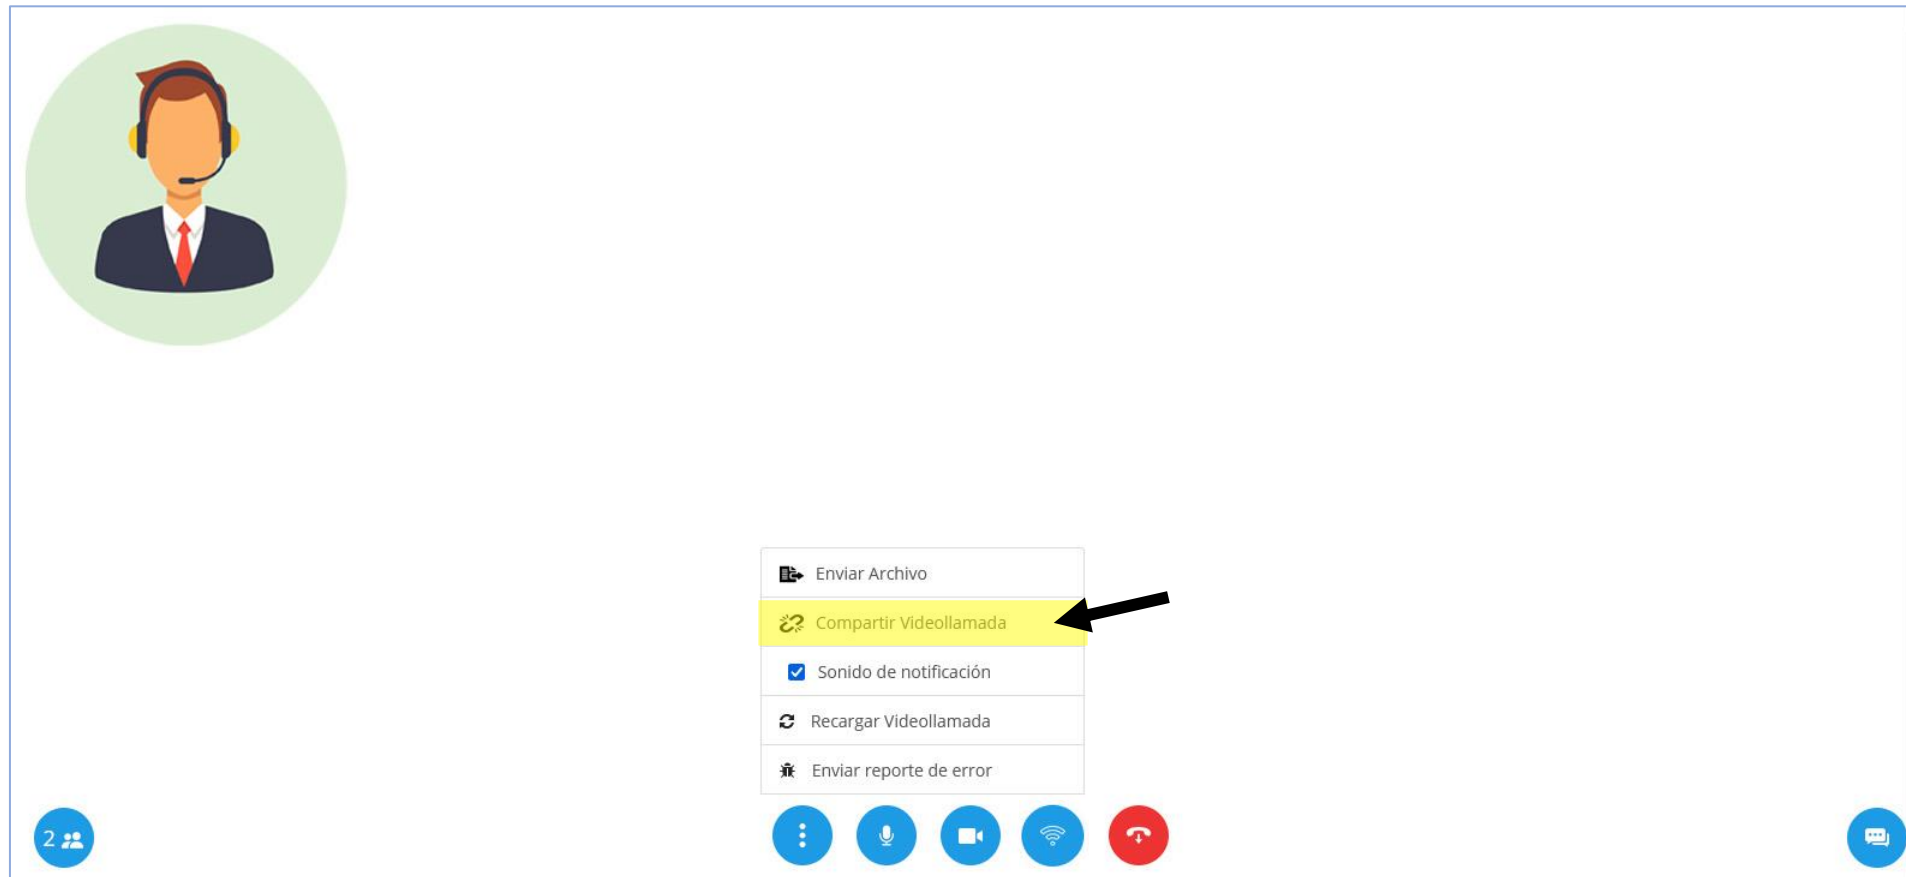 Enviar Archivo
Compartir Videollamada
Sonido de notificación
Recargar Videollamada
Enviar reporte de error
2